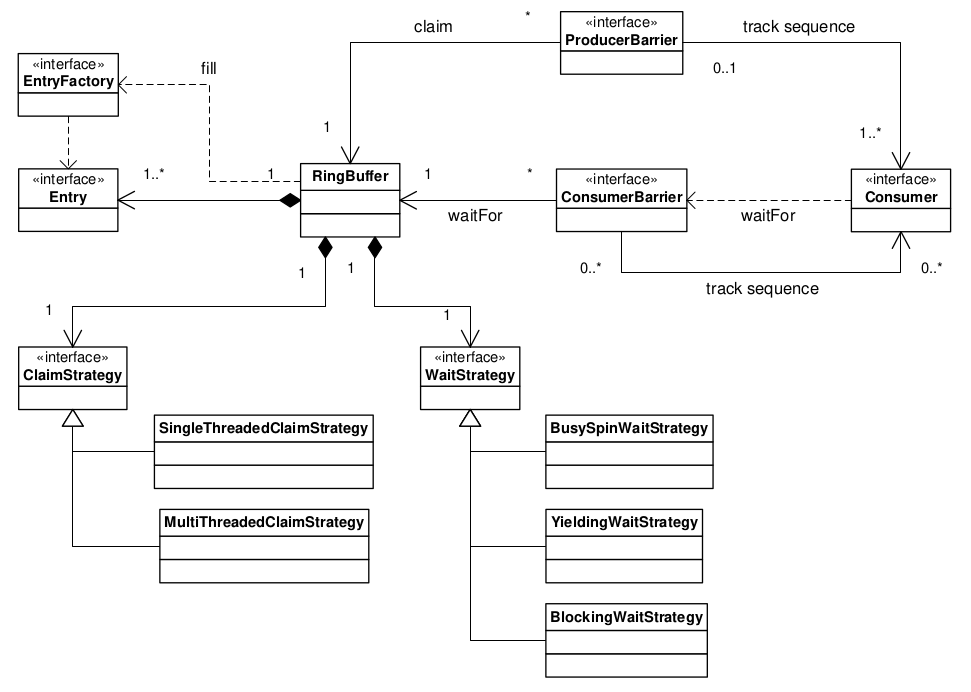 claim
*
«interface»
ProducerBarrier
track sequence
0..1
«interface»
EntryFactory
fill
1
1..*
«interface»
Entry
1..*
1
RingBuffer
1
*
«interface»
ConsumerBarrier
waitFor
waitFor
«interface»
Consumer
1
1
0..*
0..*
track sequence
1
1
«interface»
ClaimStrategy
«interface»
WaitStrategy
SingleThreadedClaimStrategy
BusySpinWaitStrategy
MultiThreadedClaimStrategy
YieldingWaitStrategy
BlockingWaitStrategy